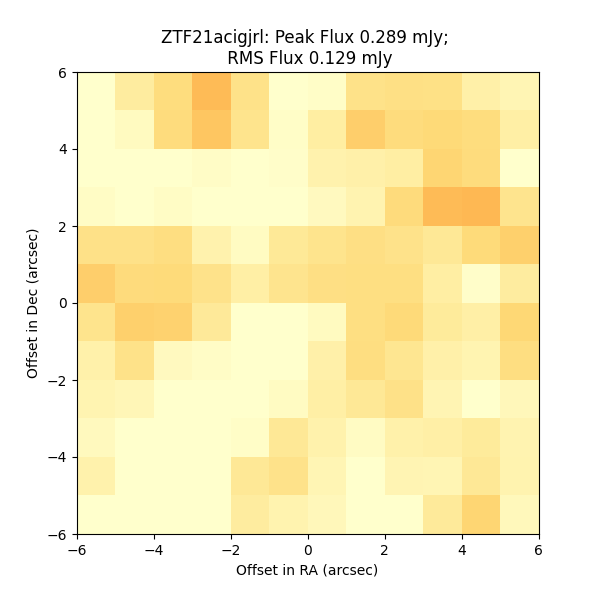 ZTF21acigjrl: Peak Flux 0.289 mJy;
RMS Flux 0.129 mJy
6
4
2
0
−2
−4
−6
Offset in Dec (arcsec)
−6 −4 −2 0 2 4 6
Offset in RA (arcsec)